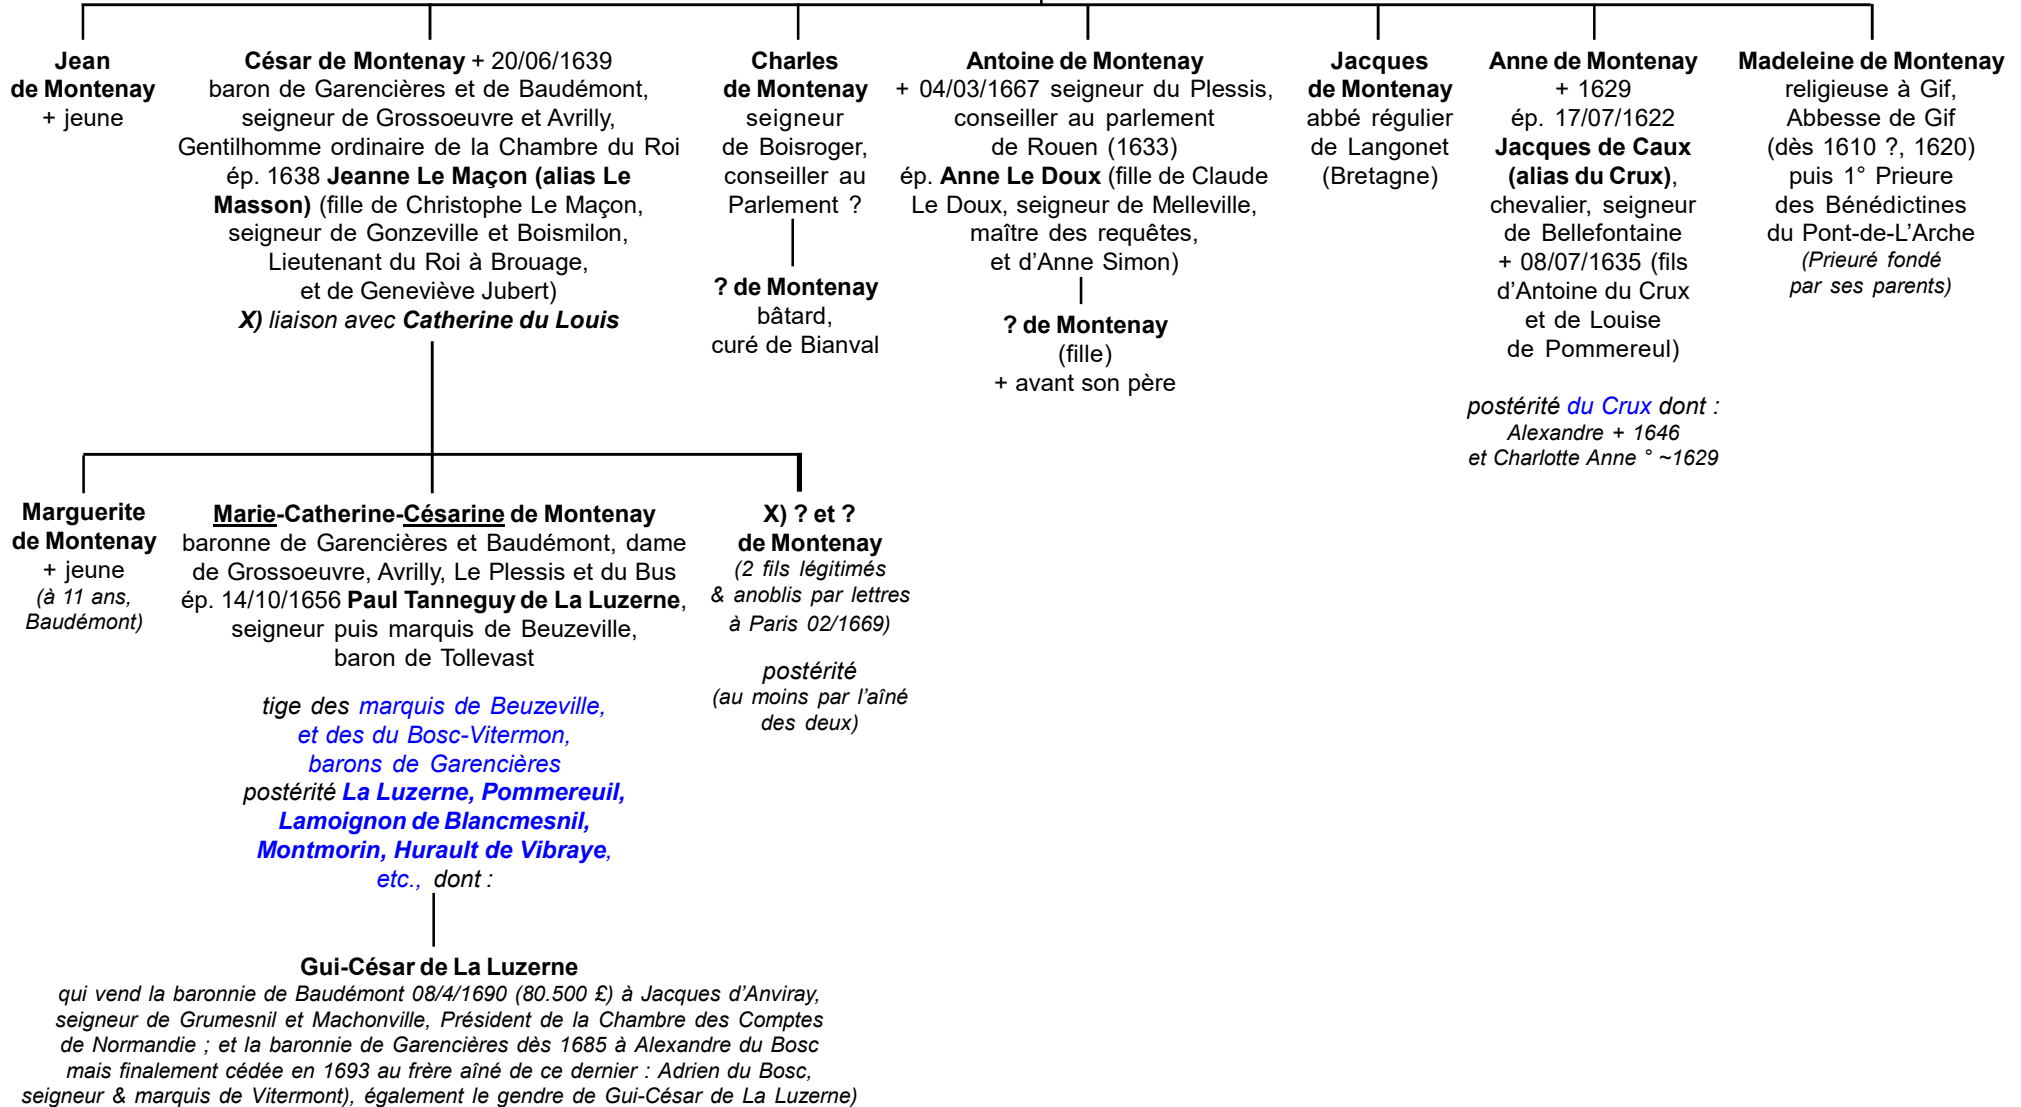 Jean
de Montenay
+ jeune
César de Montenay + 20/06/1639
baron de Garencières et de Baudémont,
seigneur de Grossoeuvre et Avrilly,
Gentilhomme ordinaire de la Chambre du Roi
ép. 1638 Jeanne Le Maçon (alias Le
Masson) (fille de Christophe Le Maçon,
seigneur de Gonzeville et Boismilon,
Lieutenant du Roi à Brouage,
et de Geneviève Jubert)
X) liaison avec Catherine du Louis
Charles
de Montenay
seigneur
de Boisroger,
conseiller au
Parlement ?
? de Montenay
bâtard,
curé de Bianval
Antoine de Montenay
+ 04/03/1667 seigneur du Plessis,
conseiller au parlement
de Rouen (1633)
ép. Anne Le Doux (fille de Claude
Le Doux, seigneur de Melleville,
maître des requêtes,
et d'Anne Simon)
? de Montenay
(fille)
+ avant son père
Jacques
de Montenay
abbé régulier
de Langonet
(Bretagne)
Anne de Montenay
+ 1629
ép. 17/07/1622
Jacques de Caux
(alias du Crux),
chevalier, seigneur
de Bellefontaine
+ 08/07/1635 (fils
d'Antoine du Crux
et de Louise
de Pommereul)
postérité du Crux dont :
Alexandre + 1646
et Charlotte Anne ° ~1629
Madeleine de Montenay
religieuse à Gif,
Abbesse de Gif
(dès 1610 ?, 1620)
puis 1° Prieure
des Bénédictines
du Pont-de-L'Arche
(Prieuré fondé
par ses parents)
Marguerite
de Montenay
+ jeune
(à 11 ans,
Baudémont)
Marie-Catherine-Césarine de Montenay
baronne de Garencières et Baudémont, dame
de Grossoeuvre, Avrilly, Le Plessis et du Bus
ép. 14/10/1656 Paul Tanneguy de La Luzerne,
seigneur puis marquis de Beuzeville,
baron de Tollevast
tige des marquis de Beuzeville,
et des du Bosc-Vitermon,
barons de Garencières
postérité La Luzerne, Pommereuil,
Lamoignon de Blancmesnil,
Montmorin, Hurault de Vibraye,
etc., dont :
X) ? et ?
de Montenay
(2 fils légitimés
& anoblis par lettres
à Paris 02/1669)
postérité
(au moins par l'aîné
des deux)
Gui-César de La Luzerne
qui vend la baronnie de Baudémont 08/4/1690 (80.500 £) à Jacques d'Anviray,
seigneur de Grumesnil et Machonville, Président de la Chambre des Comptes
de Normandie ; et la baronnie de Garencières dès 1685 à Alexandre du Bosc
mais finalement cédée en 1693 au frère aîné de ce dernier : Adrien du Bosc,
seigneur & marquis de Vitermont), également le gendre de Gui-César de La Luzerne)